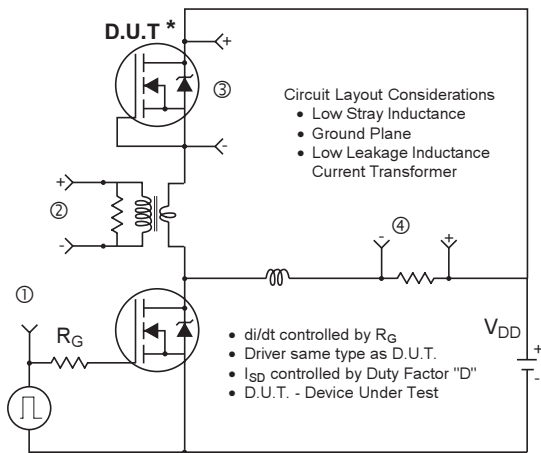 D.U.T *
+
③
-
Circuit Layout Considerations
• Low Stray Inductance
• Ground Plane
• Low Leakage Inductance
Current Transformer
+
②
-
-
④
+
①
R_G
• di/dt controlled by R_G
• Driver same type as D.U.T.
• I_SD controlled by Duty Factor "D"
• D.U.T. - Device Under Test
V_DD
+
-